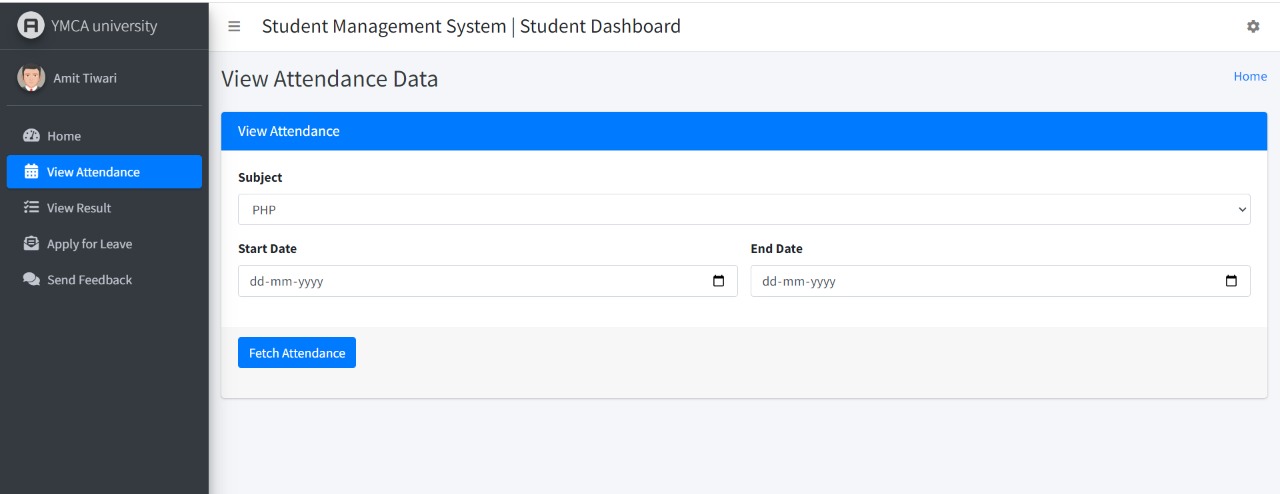 YMCA university
Student Management System | Student Dashboard
Amit Tiwari
View Attendance Data
Home
Home
View Attendance
View Result
Apply for Leave
Send Feedback
View Attendance
Subject
PHP
Start Date
End Date
dd-mm-yyyy
dd-mm-yyyy
Fetch Attendance